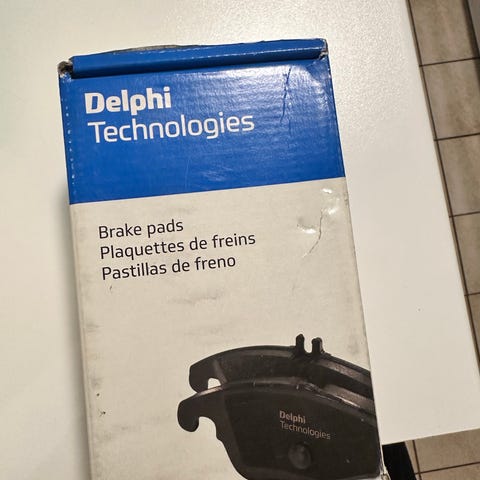 Delphi
Technologies
Brake pads
Plaquettes de freins
Pastillas de freno
Delphi
Technologies